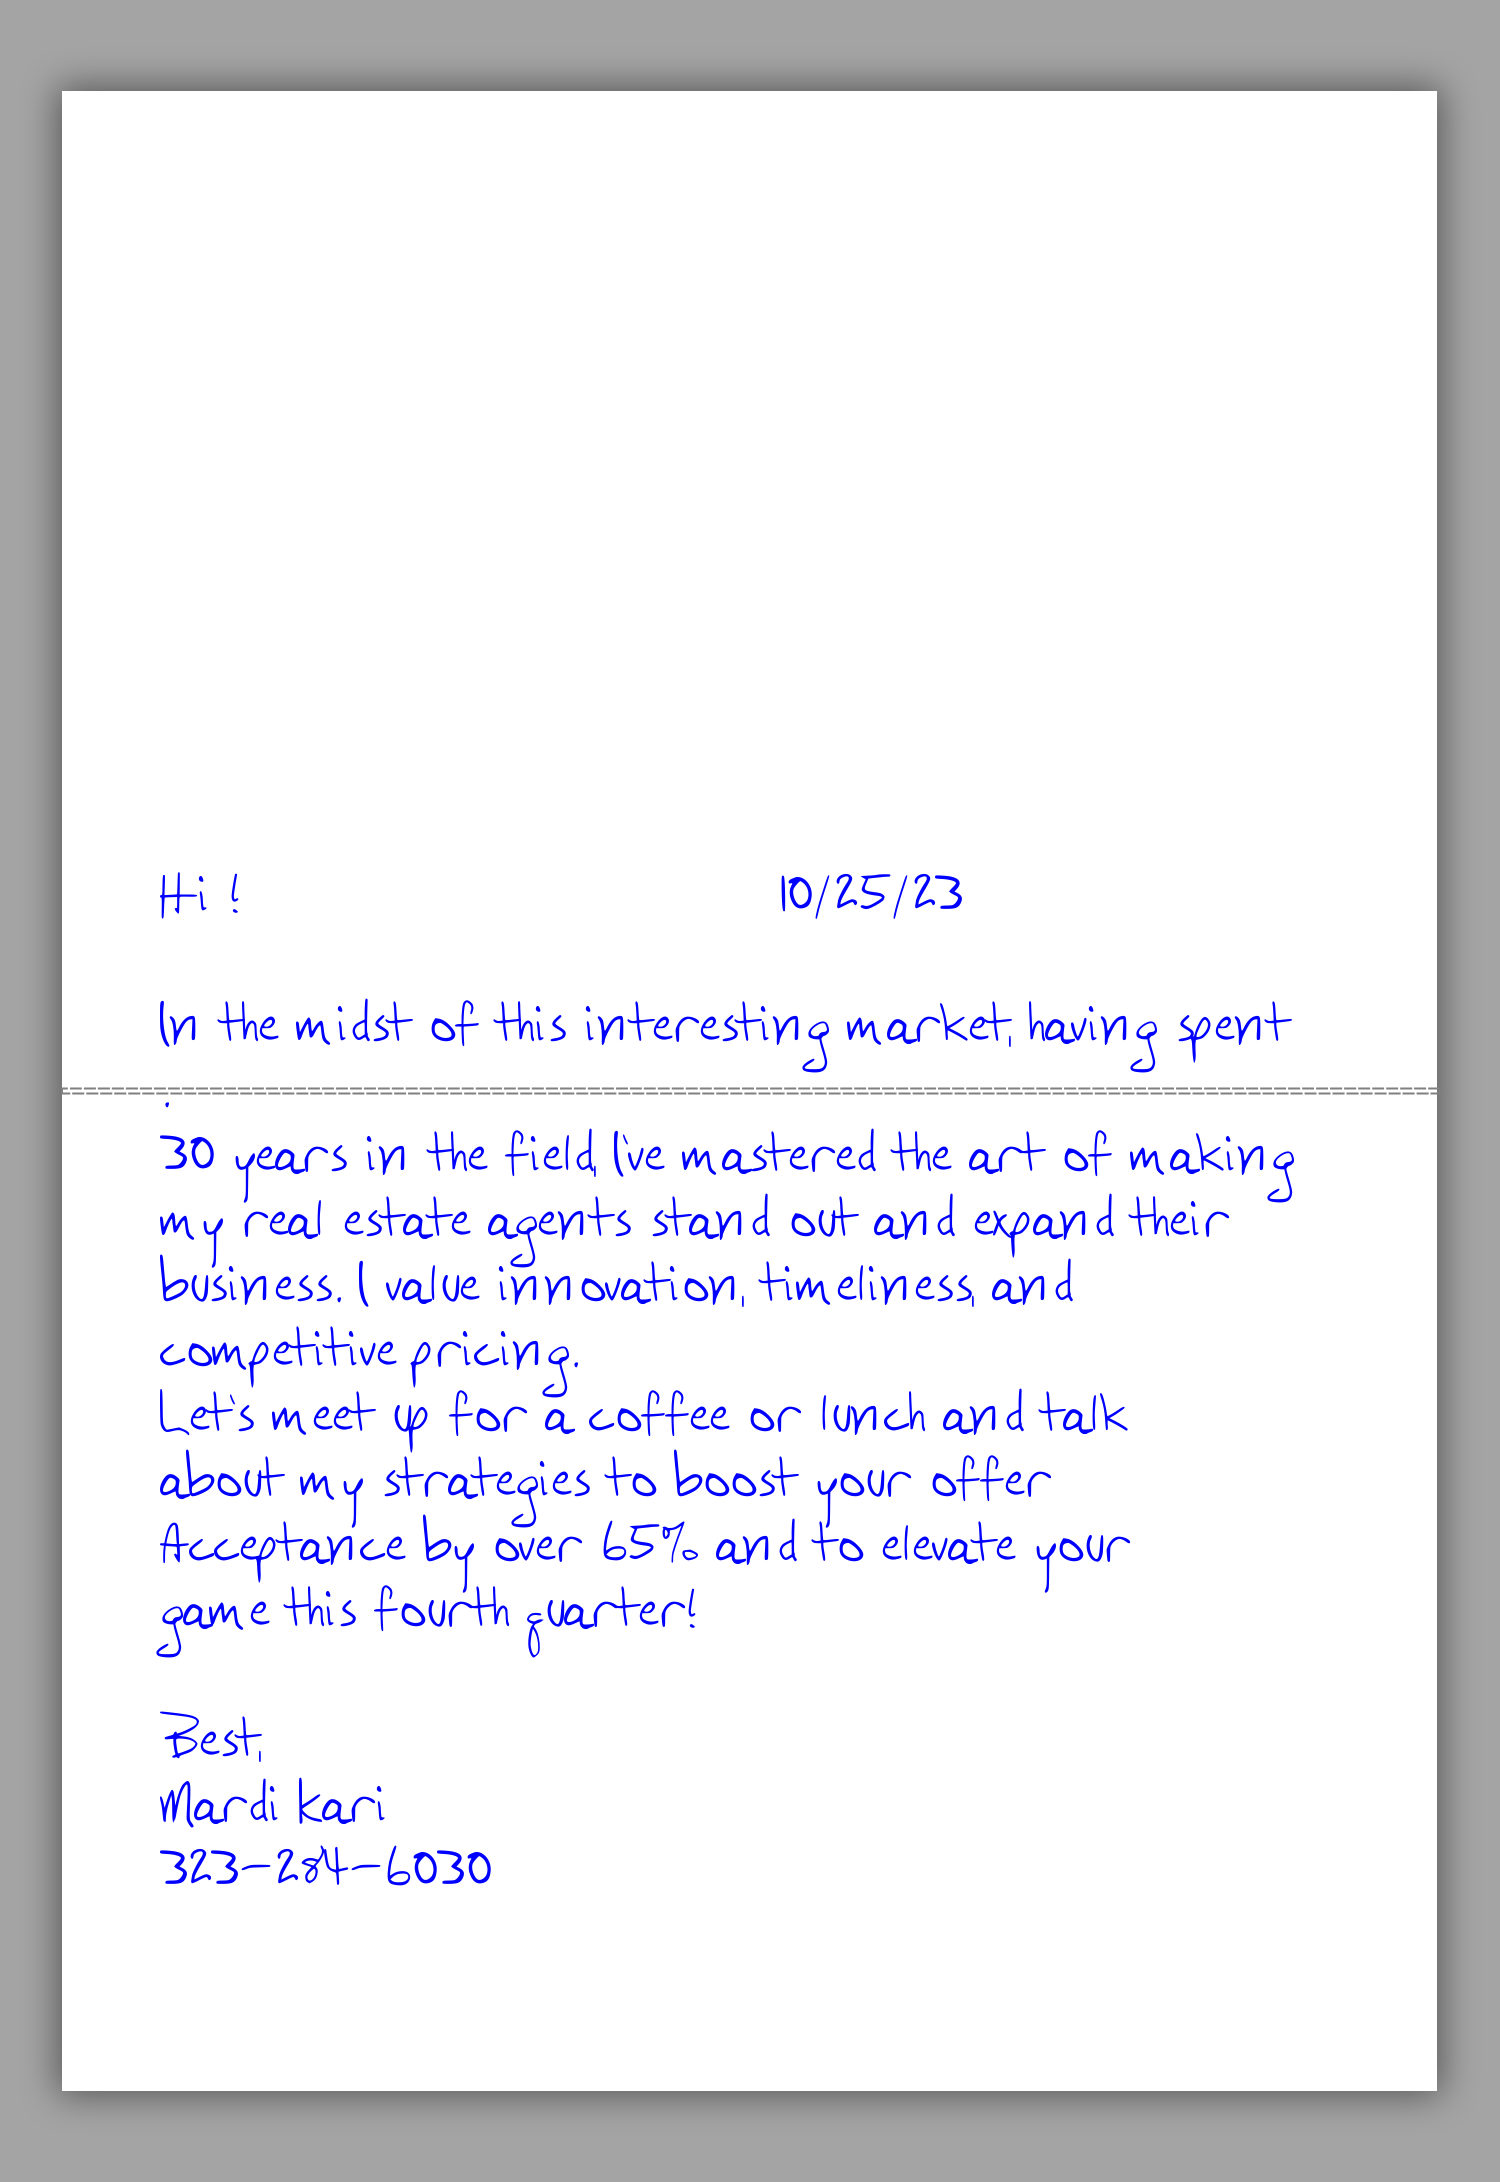 Hi ! 10/25/23
In the midst of this interesting market, having spent
.
30 years in the field, I've mastered the art of making
my real estate agents stand out and expand their
business. I value innovation, timeliness, and
competitive pricing.
Let's meet up for a coffee or lunch and talk
about my strategies to boost your offer
Acceptance by over 65% and to elevate your
game this fourth quarter!
Best,
Mardi kari
323-284-6030